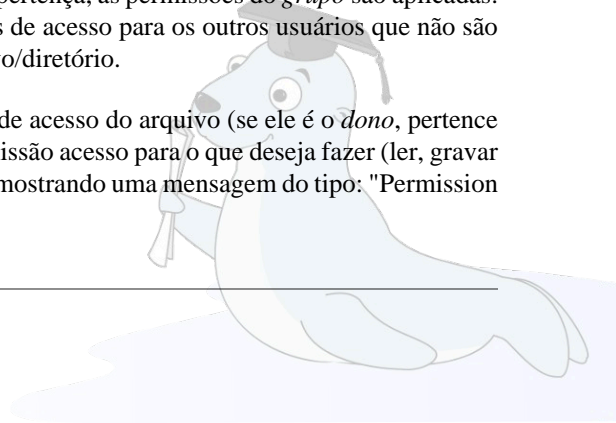 pertença, as permissões do grupo são aplicadas.
s de acesso para os outros usuários que não são
o/diretório.
de acesso do arquivo (se ele é o dono, pertence
issão acesso para o que deseja fazer (ler, gravar
mostrando uma mensagem do tipo: "Permission